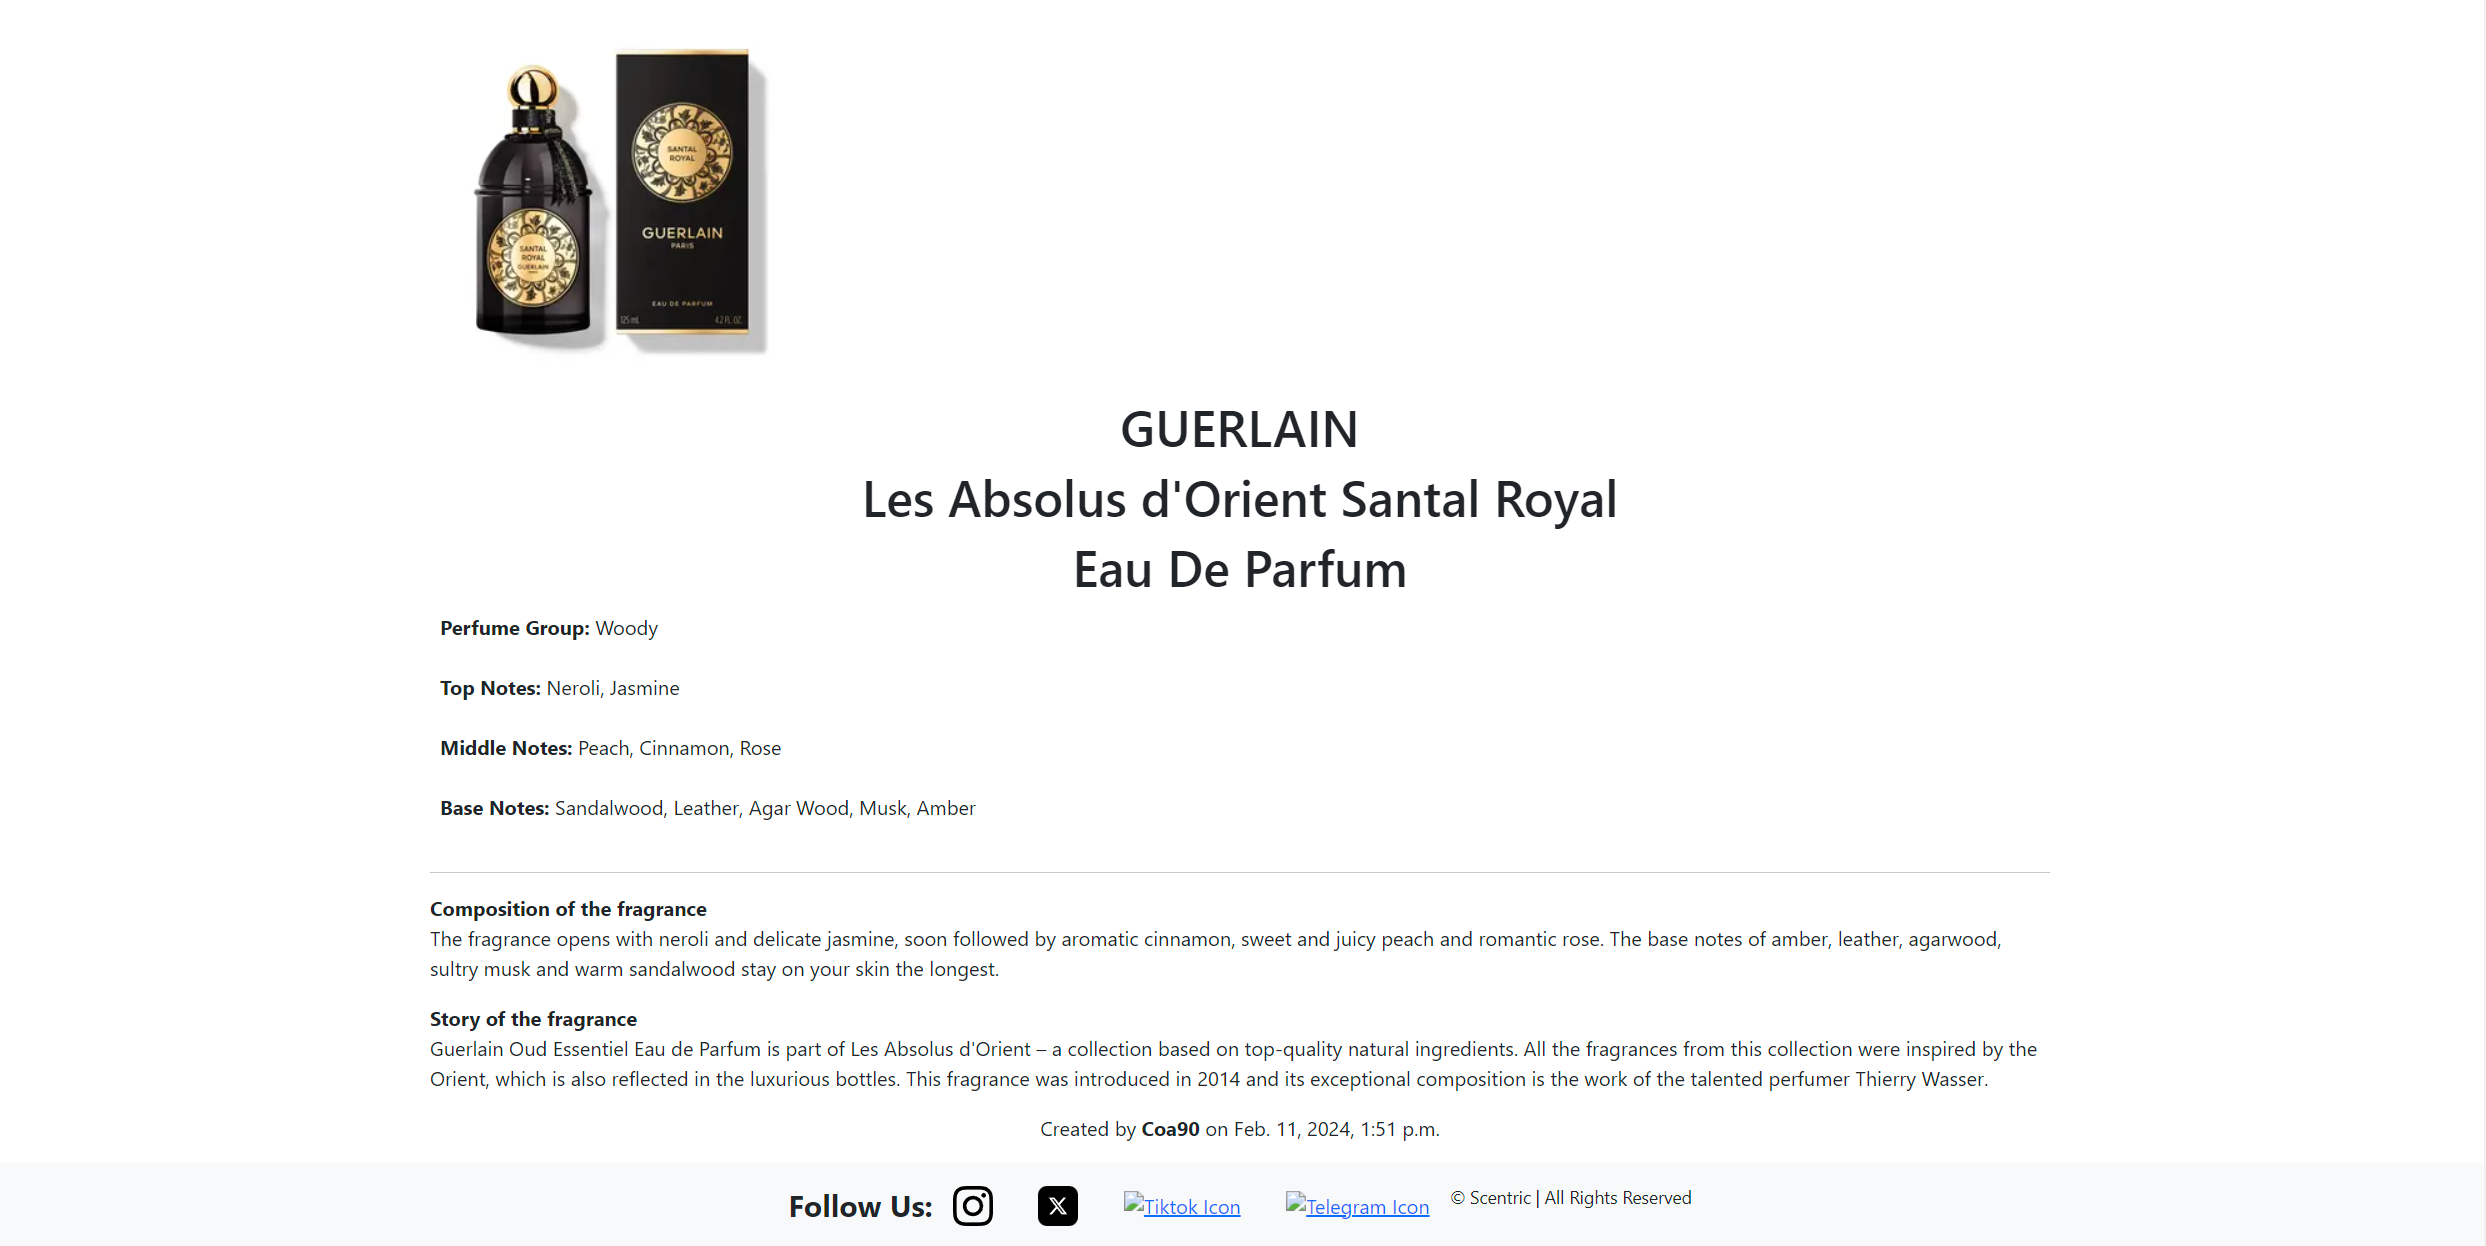 SANTAL
ROYAL
GUERLAIN
PARIS
EAU DE PARFUM
125 mL 4.2 FL. OZ.
SANTAL
ROYAL
GUERLAIN
GUERLAIN
Les Absolus d'Orient Santal Royal
Eau De Parfum
Perfume Group: Woody
Top Notes: Neroli, Jasmine
Middle Notes: Peach, Cinnamon, Rose
Base Notes: Sandalwood, Leather, Agar Wood, Musk, Amber
Composition of the fragrance
The fragrance opens with neroli and delicate jasmine, soon followed by aromatic cinnamon, sweet and juicy peach and romantic rose. The base notes of amber, leather, agarwood,
sultry musk and warm sandalwood stay on your skin the longest.
Story of the fragrance
Guerlain Oud Essentiel Eau de Parfum is part of Les Absolus d'Orient – a collection based on top-quality natural ingredients. All the fragrances from this collection were inspired by the
Orient, which is also reflected in the luxurious bottles. This fragrance was introduced in 2014 and its exceptional composition is the work of the talented perfumer Thierry Wasser.
Created by Coa90 on Feb. 11, 2024, 1:51 p.m.
Follow Us: Tiktok Icon Telegram Icon © Scentric | All Rights Reserved